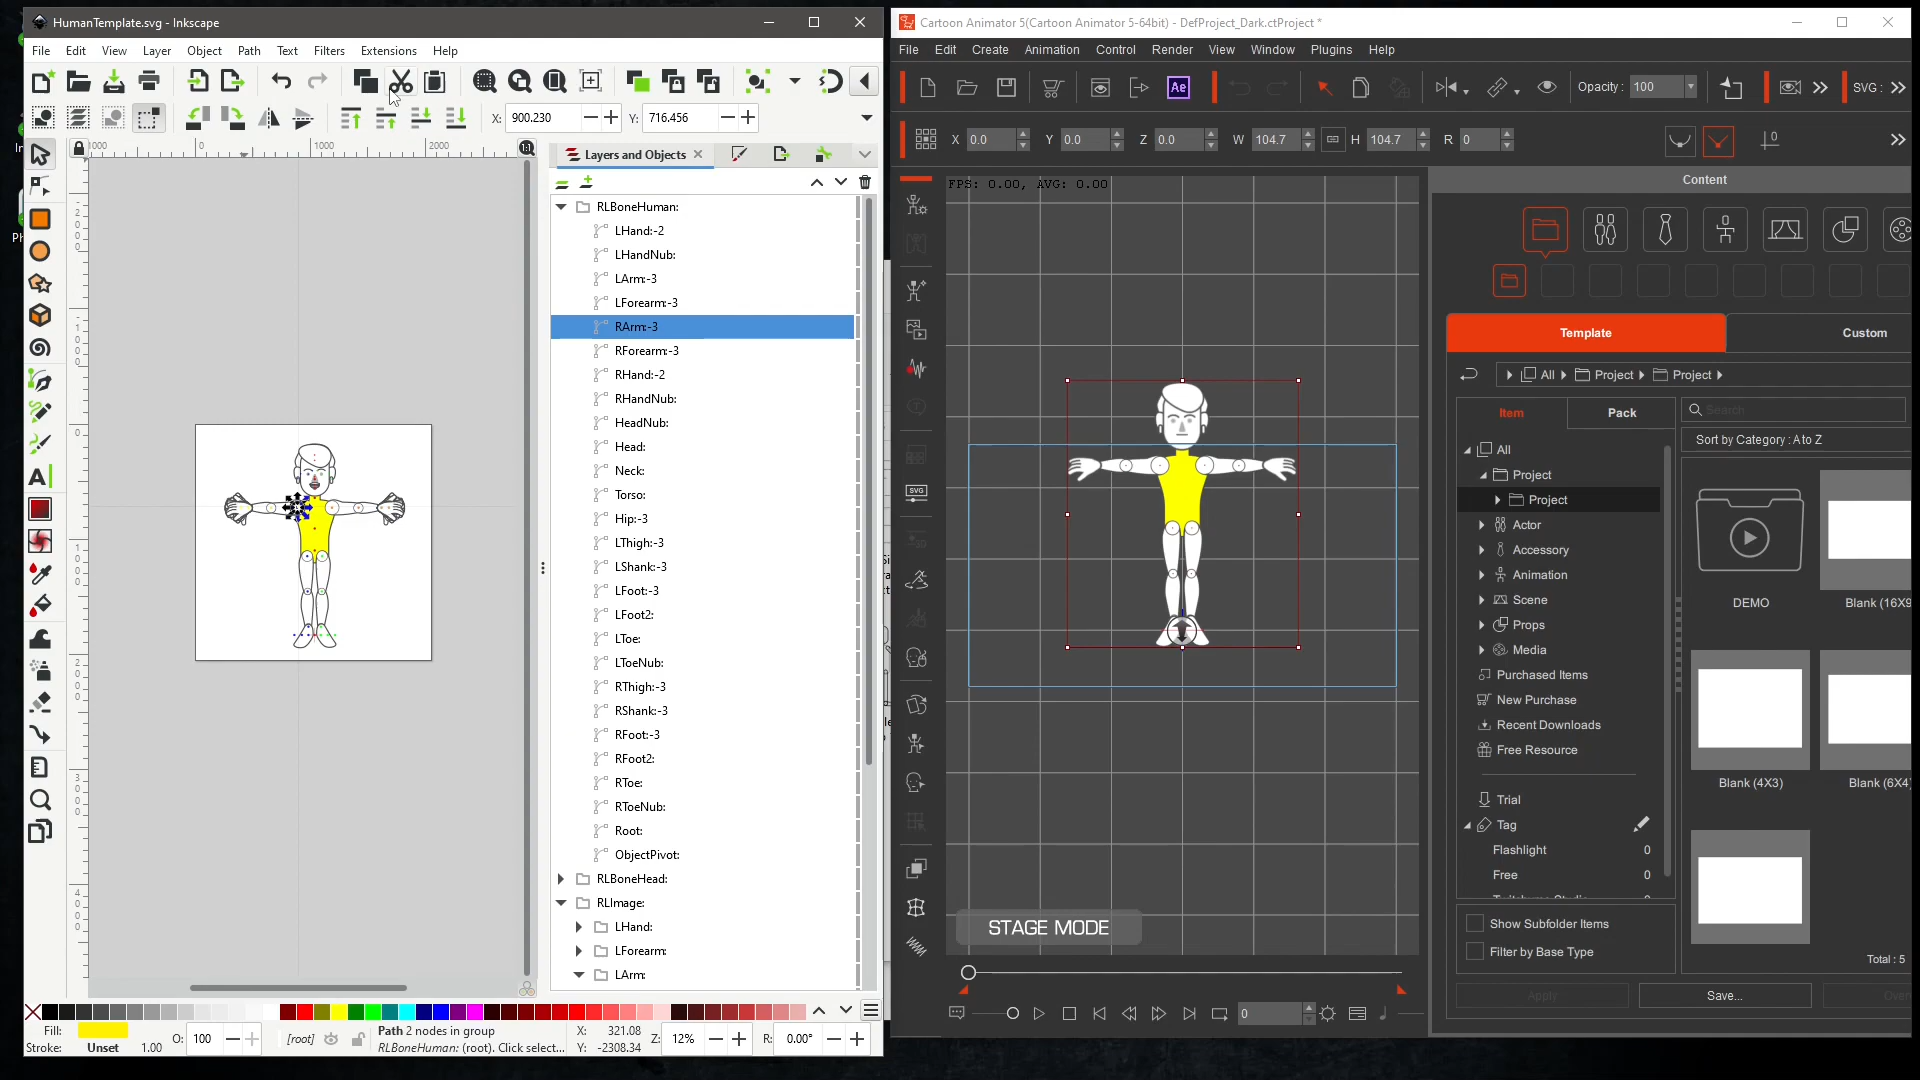 HumanTemplate.svg - Inkscape
File Edit View Layer Object Path Text Filters Extensions Help
X: 900.230 Y: 716.456
Layers and Objects
RLBoneHuman:
LHand:-2
LHandNub:
LArm:-3
LForearm:-3
RArm:-3
RForearm:-3
RHand:-2
RHandNub:
HeadNub:
Head:
Neck:
Torso:
Hip:-3
LThigh:-3
LShank:-3
LFoot:-3
LFoot2:
LToe:
LToeNub:
RThigh:-3
RShank:-3
RFoot:-3
RFoot2:
RToe:
RToeNub:
Root:
ObjectPivot:
RLBoneHead:
RLImage:
LHand:
LForearm:
LArm:
Fill:
Stroke: Unset 1.00
O: 100
[root]
Path 2 nodes in group
RLBoneHuman: (root). Click select...
X: 321.08
Y: -2308.34
Z: 12%
R: 0.00°
Cartoon Animator 5(Cartoon Animator 5-64bit) - DefProject_Dark.ctProject *
File Edit Create Animation Control Render View Window Plugins Help
Ae
Opacity : 100
SVG :
X 0.0 Y 0.0 Z 0.0 W 104.7 H 104.7 R 0
FPS: 0.00, AVG: 0.00
SVG
STAGE MODE
0
Content
Template Custom
All Project Project
Item Pack
Search
Sort by Category : A to Z
All
Project
Project
Actor
Accessory
Animation
Scene
Props
Media
Purchased Items
New Purchase
Recent Downloads
Free Resource
Trial
Tag
Flashlight 0
Free 0
DEMO
Blank (16X9
Blank (4X3)
Blank (6X4)
Show Subfolder Items
Filter by Base Type
Total : 5
Apply Save...